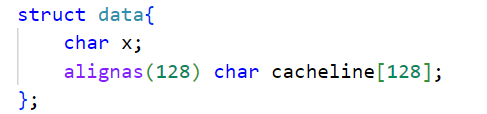 struct data{
    char x;
    alignas(128) char cacheline[128];
};